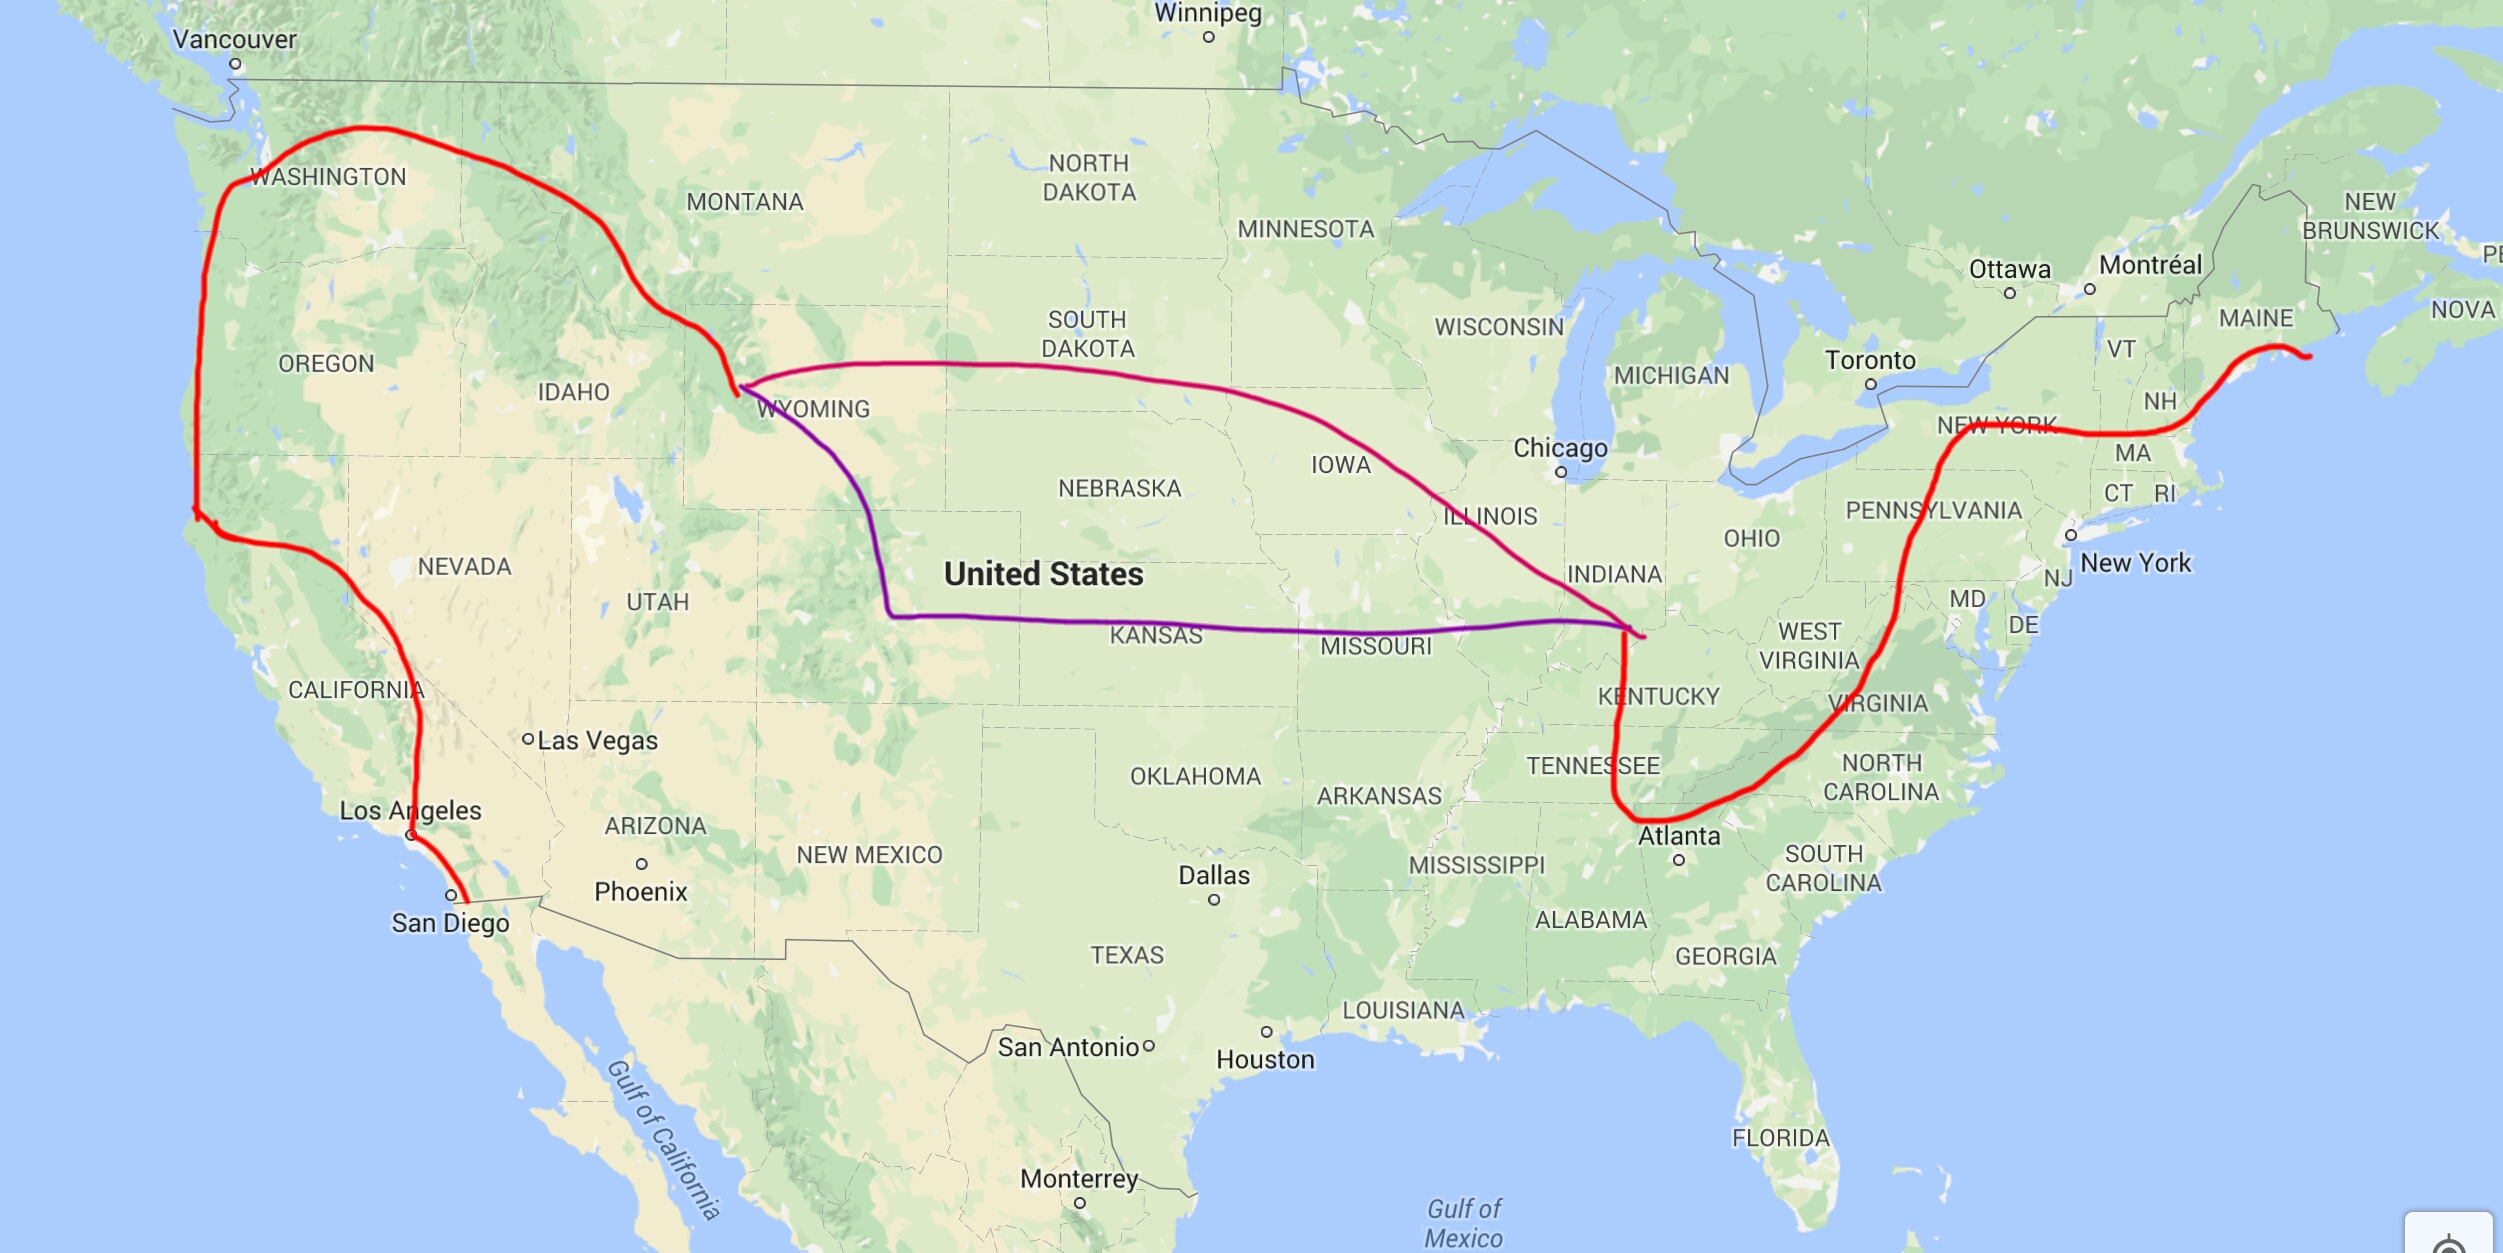 Winnipeg
Vancouver
WASHINGTON
NORTH
DAKOTA
MONTANA
MINNESOTA
NEW
BRUNSWICK
PE
Ottawa
Montréal
NOVA
MAINE
SOUTH
DAKOTA
WISCONSIN
VT
OREGON
Toronto
MICHIGAN
IDAHO
NH
WYOMING
NEW YORK
Chicago
MA
IOWA
NEBRASKA
CT
RI
PENNSYLVANIA
ILLINOIS
OHIO
New York
NEVADA
United States
INDIANA
NJ
UTAH
MD
DE
KANSAS
MISSOURI
WEST
VIRGINIA
CALIFORNIA
KENTUCKY
VIRGINIA
Las Vegas
TENNESSEE
NORTH
CAROLINA
OKLAHOMA
ARKANSAS
Los Angeles
ARIZONA
Atlanta
NEW MEXICO
SOUTH
CAROLINA
MISSISSIPPI
Dallas
Phoenix
San Diego
ALABAMA
TEXAS
GEORGIA
LOUISIANA
San Antonio
Houston
Gulf of California
FLORIDA
Monterrey
Gulf of
Mexico